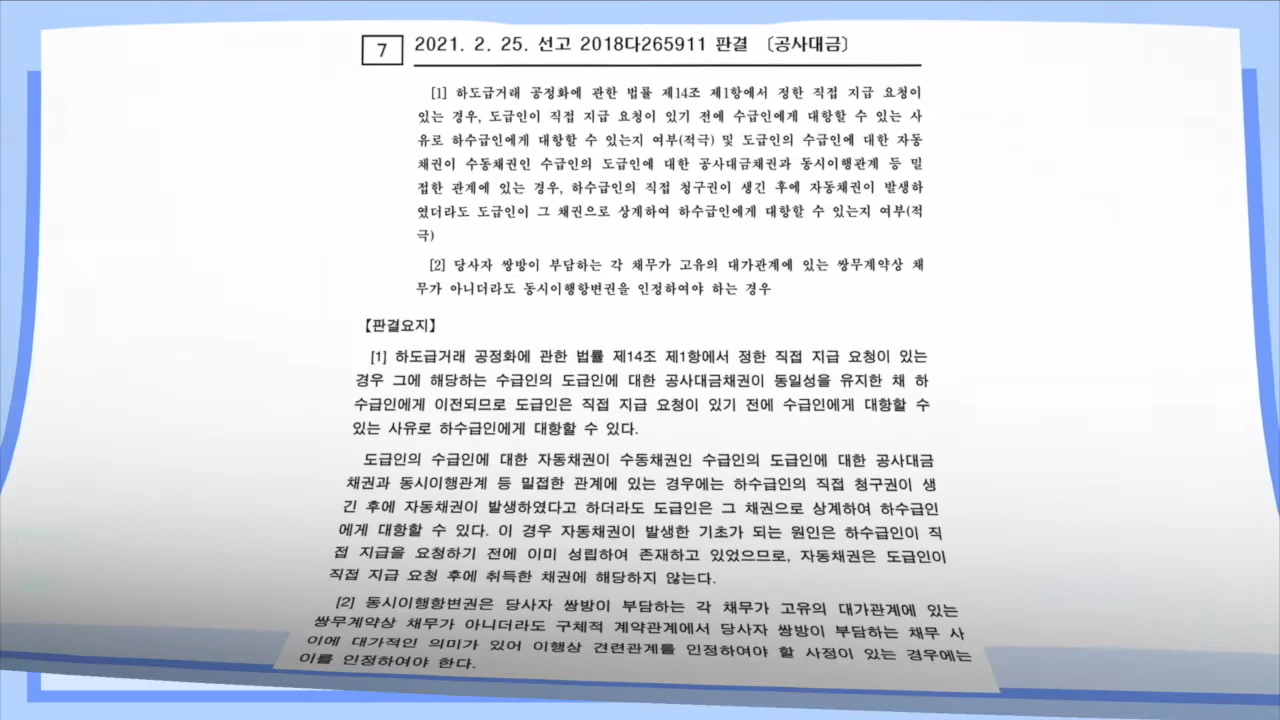 7
2021. 2. 25. 선고 2018다265911 판결 〔공사대금〕
[1] 하도급거래 공정화에 관한 법률 제14조 제1항에서 정한 직접 지급 요청이
있는 경우, 도급인이 직접 지급 요청이 있기 전에 수급인에게 대항할 수 있는 사
유로 하수급인에게 대항할 수 있는지 여부(적극) 및 도급인의 수급인에 대한 자동
채권이 수동채권인 수급인의 도급인에 대한 공사대금채권과 동시이행관계 등 밀
접한 관계에 있는 경우, 하수급인의 직접 청구권이 생긴 후에 자동채권이 발생하
였더라도 도급인이 그 채권으로 상계하여 하수급인에게 대항할 수 있는지 여부(적
극)
[2] 당사자 쌍방이 부담하는 각 채무가 고유의 대가관계에 있는 쌍무계약상 채
무가 아니더라도 동시이행항변권을 인정하여야 하는 경우
【판결요지】
[1] 하도급거래 공정화에 관한 법률 제14조 제1항에서 정한 직접 지급 요청이 있는
경우 그에 해당하는 수급인의 도급인에 대한 공사대금채권이 동일성을 유지한 채 하
수급인에게 이전되므로 도급인은 직접 지급 요청이 있기 전에 수급인에게 대항할 수
있는 사유로 하수급인에게 대항할 수 있다.
도급인의 수급인에 대한 자동채권이 수동채권인 수급인의 도급인에 대한 공사대금
채권과 동시이행관계 등 밀접한 관계에 있는 경우에는 하수급인의 직접 청구권이 생
긴 후에 자동채권이 발생하였다고 하더라도 도급인은 그 채권으로 상계하여 하수급인
에게 대항할 수 있다. 이 경우 자동채권이 발생한 기초가 되는 원인은 하수급인이 직
접 지급을 요청하기 전에 이미 성립하여 존재하고 있었으므로, 자동채권은 도급인이
직접 지급 요청 후에 취득한 채권에 해당하지 않는다.
[2] 동시이행항변권은 당사자 쌍방이 부담하는 각 채무가 고유의 대가관계에 있는
쌍무계약상 채무가 아니더라도 구체적 계약관계에서 당사자 쌍방이 부담하는 채무 사
이에 대가적인 의미가 있어 이행상 견련관계를 인정하여야 할 사정이 있는 경우에는
이를 인정하여야 한다.